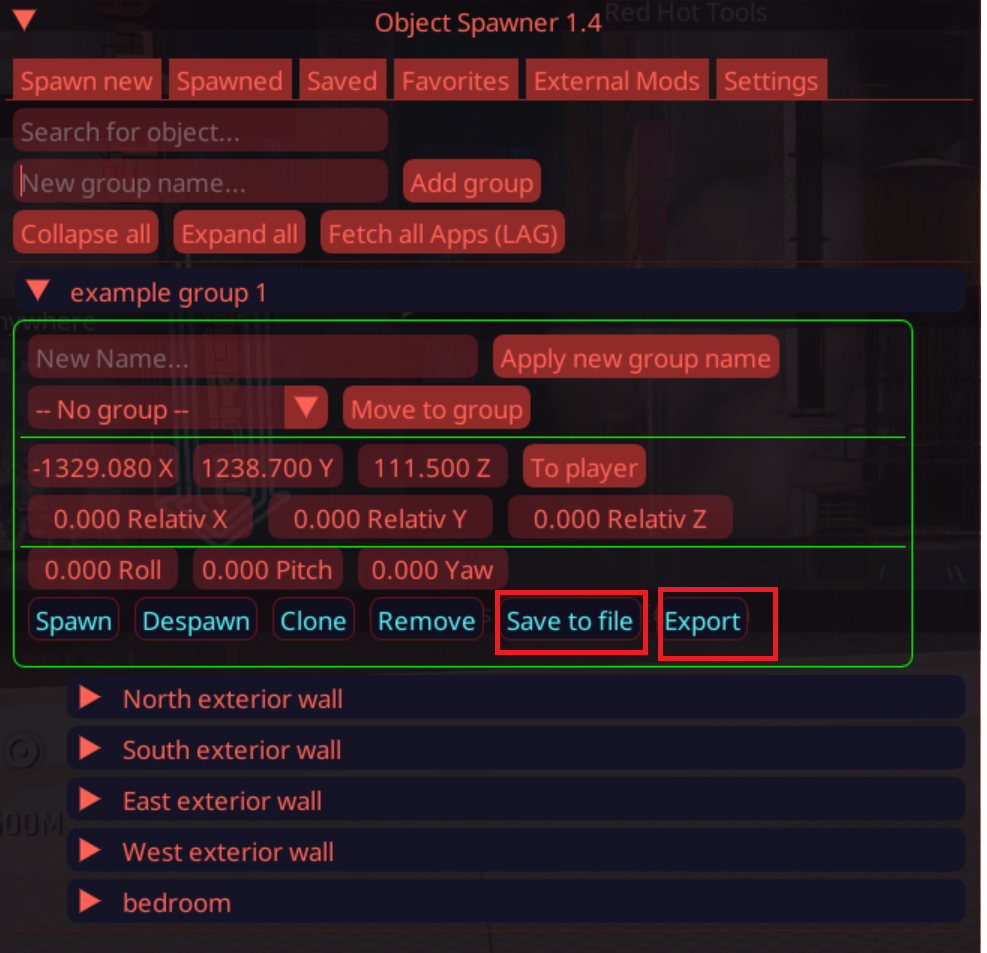 Red Hot Tools
Object Spawner 1.4
Spawn new Spawned Saved Favorites External Mods Settings
Search for object...
New group name... Add group
Collapse all Expand all Fetch all Apps (LAG)
example group 1
New Name... Apply new group name
-- No group -- Move to group
-1329.080 X 1238.700 Y 111.500 Z To player
0.000 Relativ X 0.000 Relativ Y 0.000 Relativ Z
0.000 Roll 0.000 Pitch 0.000 Yaw
Spawn Despawn Clone Remove Save to file Export
North exterior wall
South exterior wall
East exterior wall
West exterior wall
bedroom